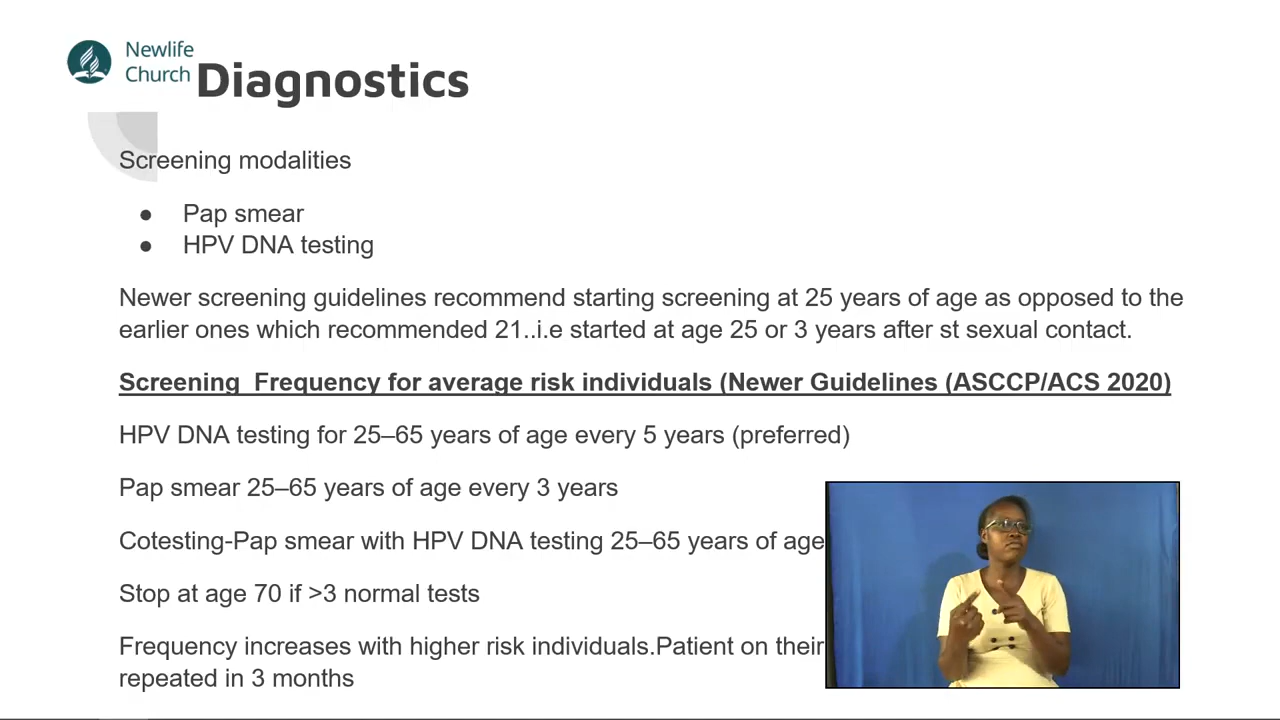 Newlife
Church
Diagnostics
Screening modalities
● Pap smear
● HPV DNA testing
Newer screening guidelines recommend starting screening at 25 years of age as opposed to the
earlier ones which recommended 21..i.e started at age 25 or 3 years after st sexual contact.
Screening  Frequency for average risk individuals (Newer Guidelines (ASCCP/ACS 2020)
HPV DNA testing for 25–65 years of age every 5 years (preferred)
Pap smear 25–65 years of age every 3 years
Cotesting-Pap smear with HPV DNA testing 25–65 years of age
Stop at age 70 if >3 normal tests
Frequency increases with higher risk individuals.Patient on their
repeated in 3 months